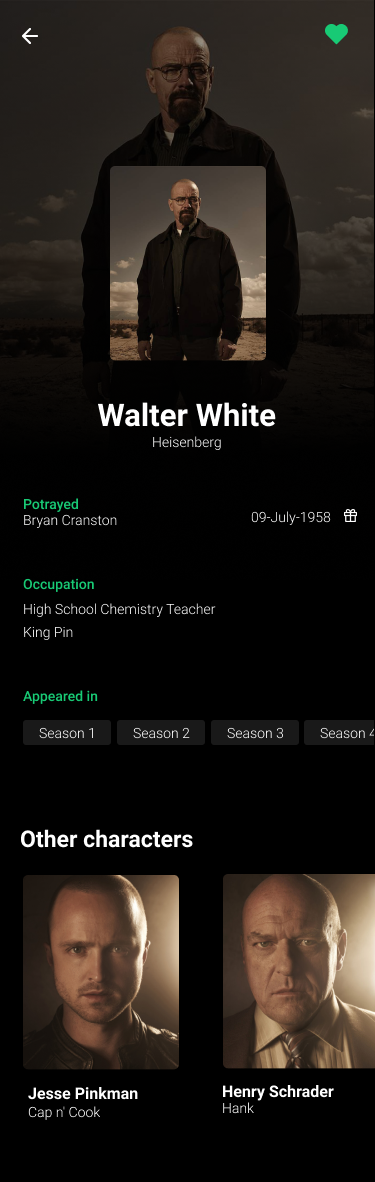 Walter White
Heisenberg
Potrayed
Bryan Cranston
09-July-1958
Occupation
High School Chemistry Teacher
King Pin
Appeared in
Season 1 Season 2 Season 3 Season 4
Other characters
Jesse Pinkman
Cap n' Cook
Henry Schrader
Hank